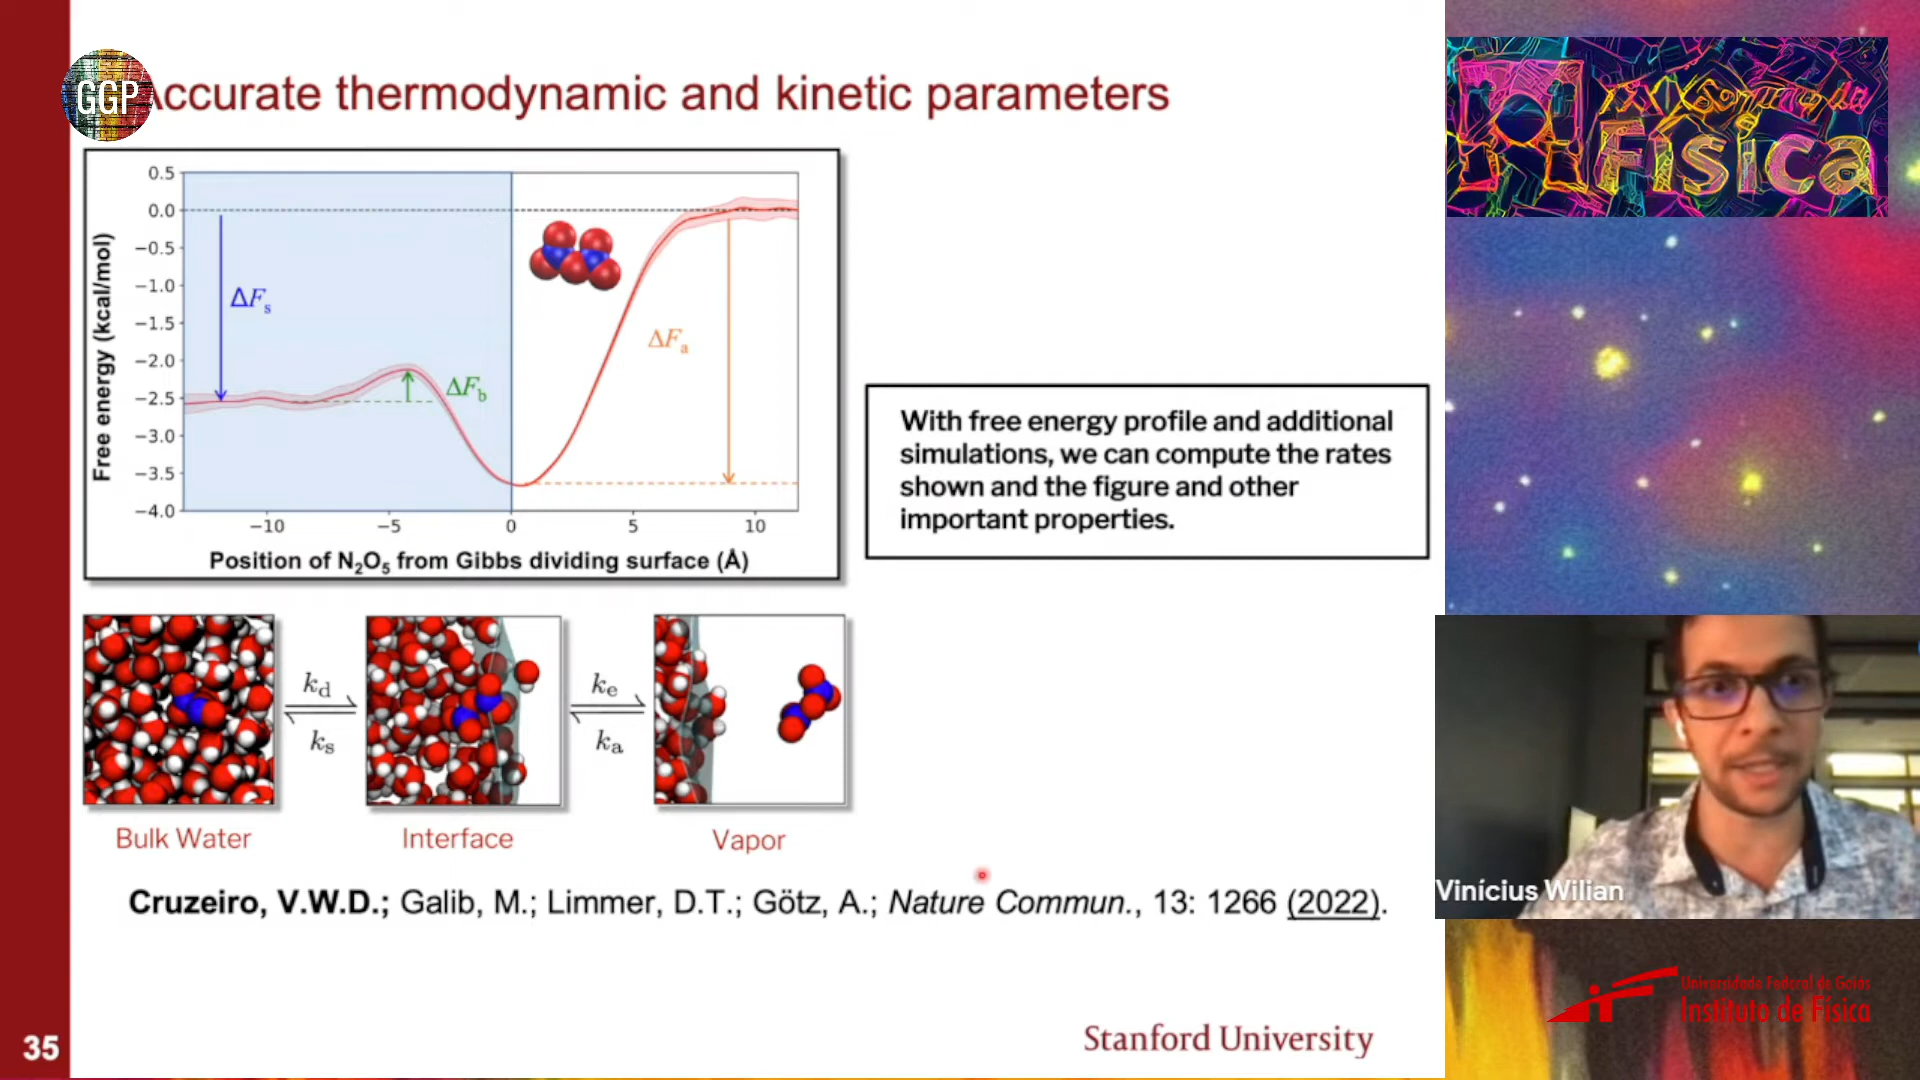 GGP
Accurate thermodynamic and kinetic parameters
Free energy (kcal/mol)
0.5
0.0
−0.5
−1.0
−1.5
−2.0
−2.5
−3.0
−3.5
−4.0
ΔFs
ΔFb
ΔFa
−10 −5 0 5 10
Position of N₂O₅ from Gibbs dividing surface (Å)
With free energy profile and additional
simulations, we can compute the rates
shown and the figure and other
important properties.
kd
ks
ke
ka
Bulk Water
Interface
Vapor
Cruzeiro, V.W.D.; Galib, M.; Limmer, D.T.; Götz, A.; Nature Commun., 13: 1266 (2022).
35
Stanford University
Física
Vinícius Wilian
Universidade Federal de Goiás
Instituto de Física